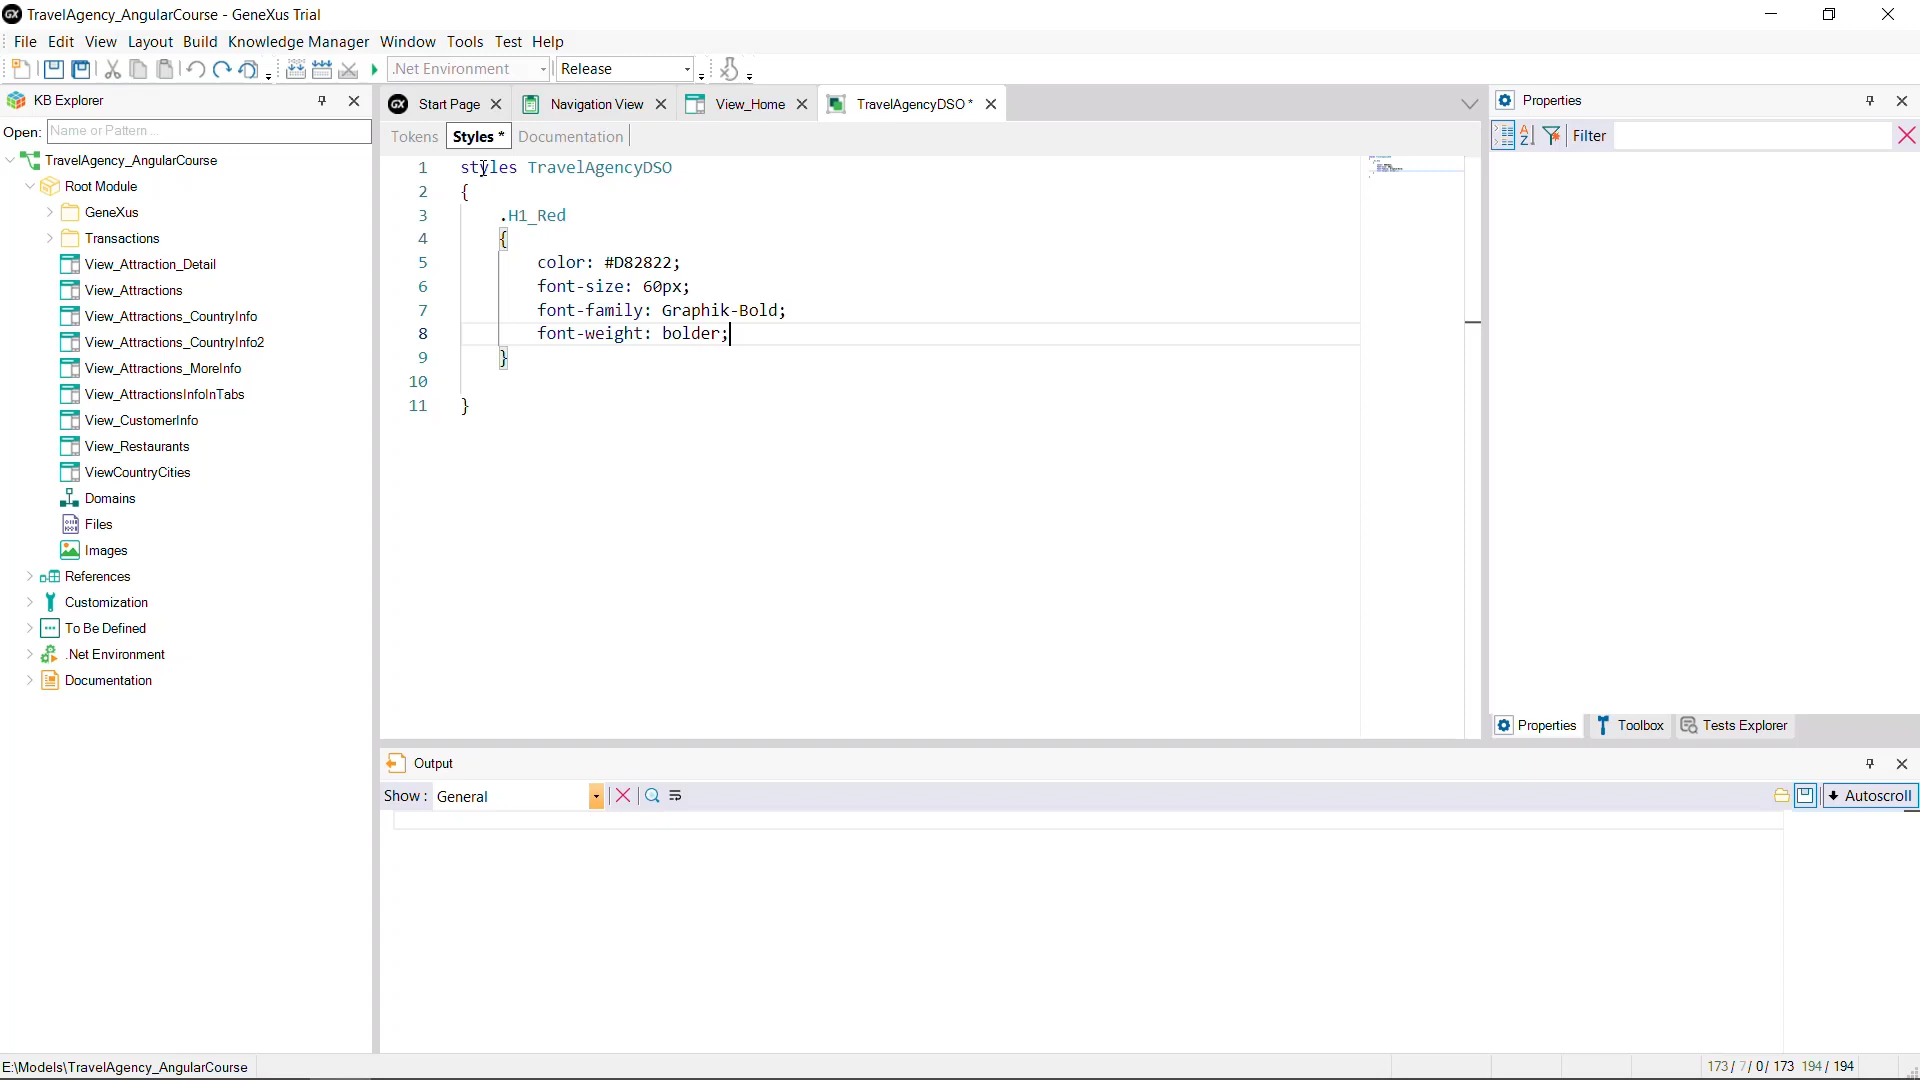 TravelAgency_AngularCourse - GeneXus Trial
File Edit View Layout Build Knowledge Manager Window Tools Test Help
.Net Environment Release
KB Explorer
Open: Name or Pattern ...
TravelAgency_AngularCourse
Root Module
GeneXus
Transactions
View_Attraction_Detail
View_Attractions
View_Attractions_CountryInfo
View_Attractions_CountryInfo2
View_Attractions_MoreInfo
View_AttractionsInfoInTabs
View_CustomerInfo
View_Restaurants
ViewCountryCities
Domains
Files
Images
References
Customization
To Be Defined
.Net Environment
Documentation
Start Page Navigation View View_Home TravelAgencyDSO *
Tokens Styles * Documentation
1 styles TravelAgencyDSO
2 {
3 .H1_Red
4 {
5 color: #D82822;
6 font-size: 60px;
7 font-family: Graphik-Bold;
8 font-weight: bolder;
9 }
10
11 }
Properties
Filter
Properties Toolbox Tests Explorer
Output
Show : General
Autoscroll
E:\Models\TravelAgency_AngularCourse
173 / 7 / 0 / 173 194 / 194